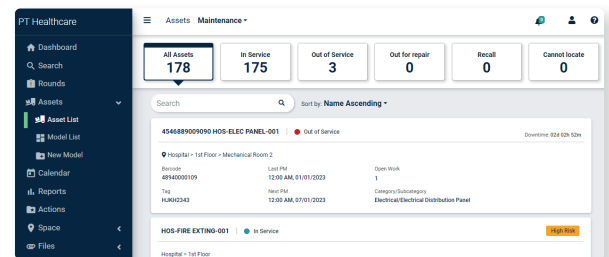 PT Healthcare
Assets Maintenance
Dashboard
Search
Rounds
Assets
Asset List
Model List
New Model
Calendar
Reports
Actions
Space
Files
All Assets
178
In Service
175
Out of Service
3
Out for repair
0
Recall
0
Cannot locate
0
Search
Sort by: Name Ascending
4546889009090 HOS-ELEC PANEL-001 | Out of Service
Downtime: 02d 02h 52m
Hospital > 1st Floor > Mechanical Room 2
Barcode Last PM Open Work
48940000109 12:00 AM, 01/01/2023 1
Tag Next PM Category/Subcategory
HJKH2343 12:00 AM, 07/01/2023 Electrical/Electrical Distribution Panel
HOS-FIRE EXTING-001 | In Service High Risk
Hospital > 1st Floor